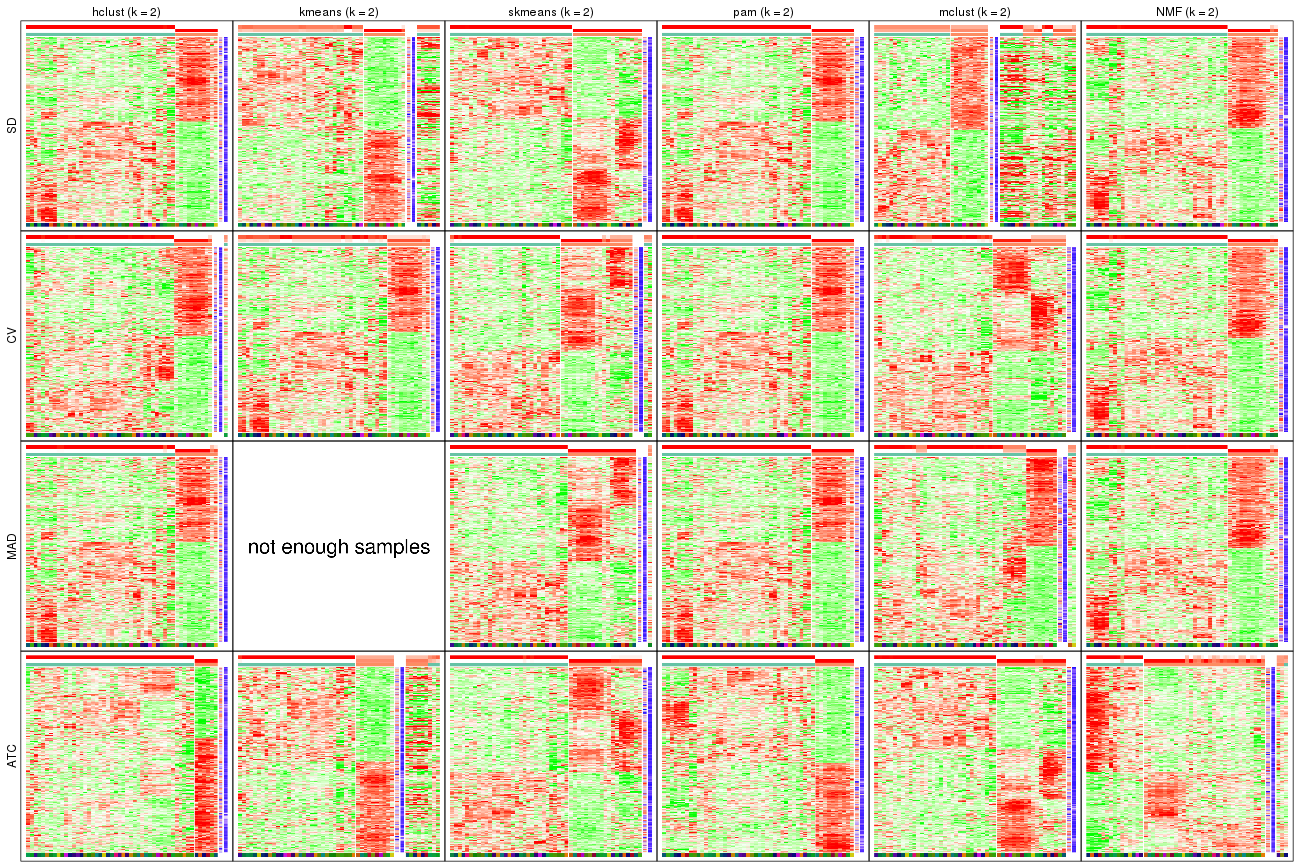 hclust (k = 2) kmeans (k = 2) skmeans (k = 2) pam (k = 2) mclust (k = 2) NMF (k = 2)
SD
CV
MAD
not enough samples
ATC